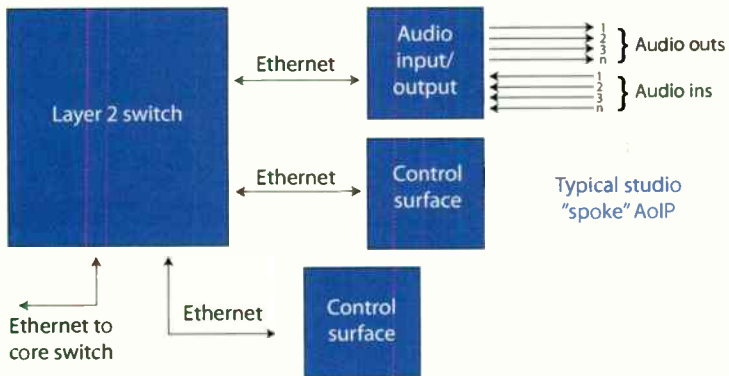 Layer 2 switch
Ethernet
Audio
input/
output
1
2
3
n
Audio outs
1
2
3
n
Audio ins
Ethernet
Control
surface
Typical studio
"spoke" AoIP
Ethernet to
core switch
Ethernet
Control
surface